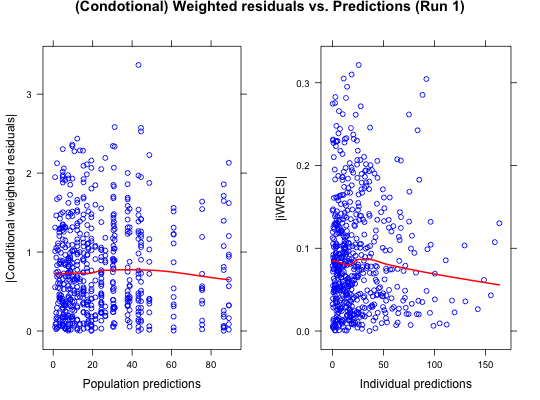 (Condotional) Weighted residuals vs. Predictions (Run 1)
|Conditional weighted residuals|
3
2
1
0
0 20 40 60 80
Population predictions
|iWRES|
0.3
0.2
0.1
0.0
0 50 100 150
Individual predictions